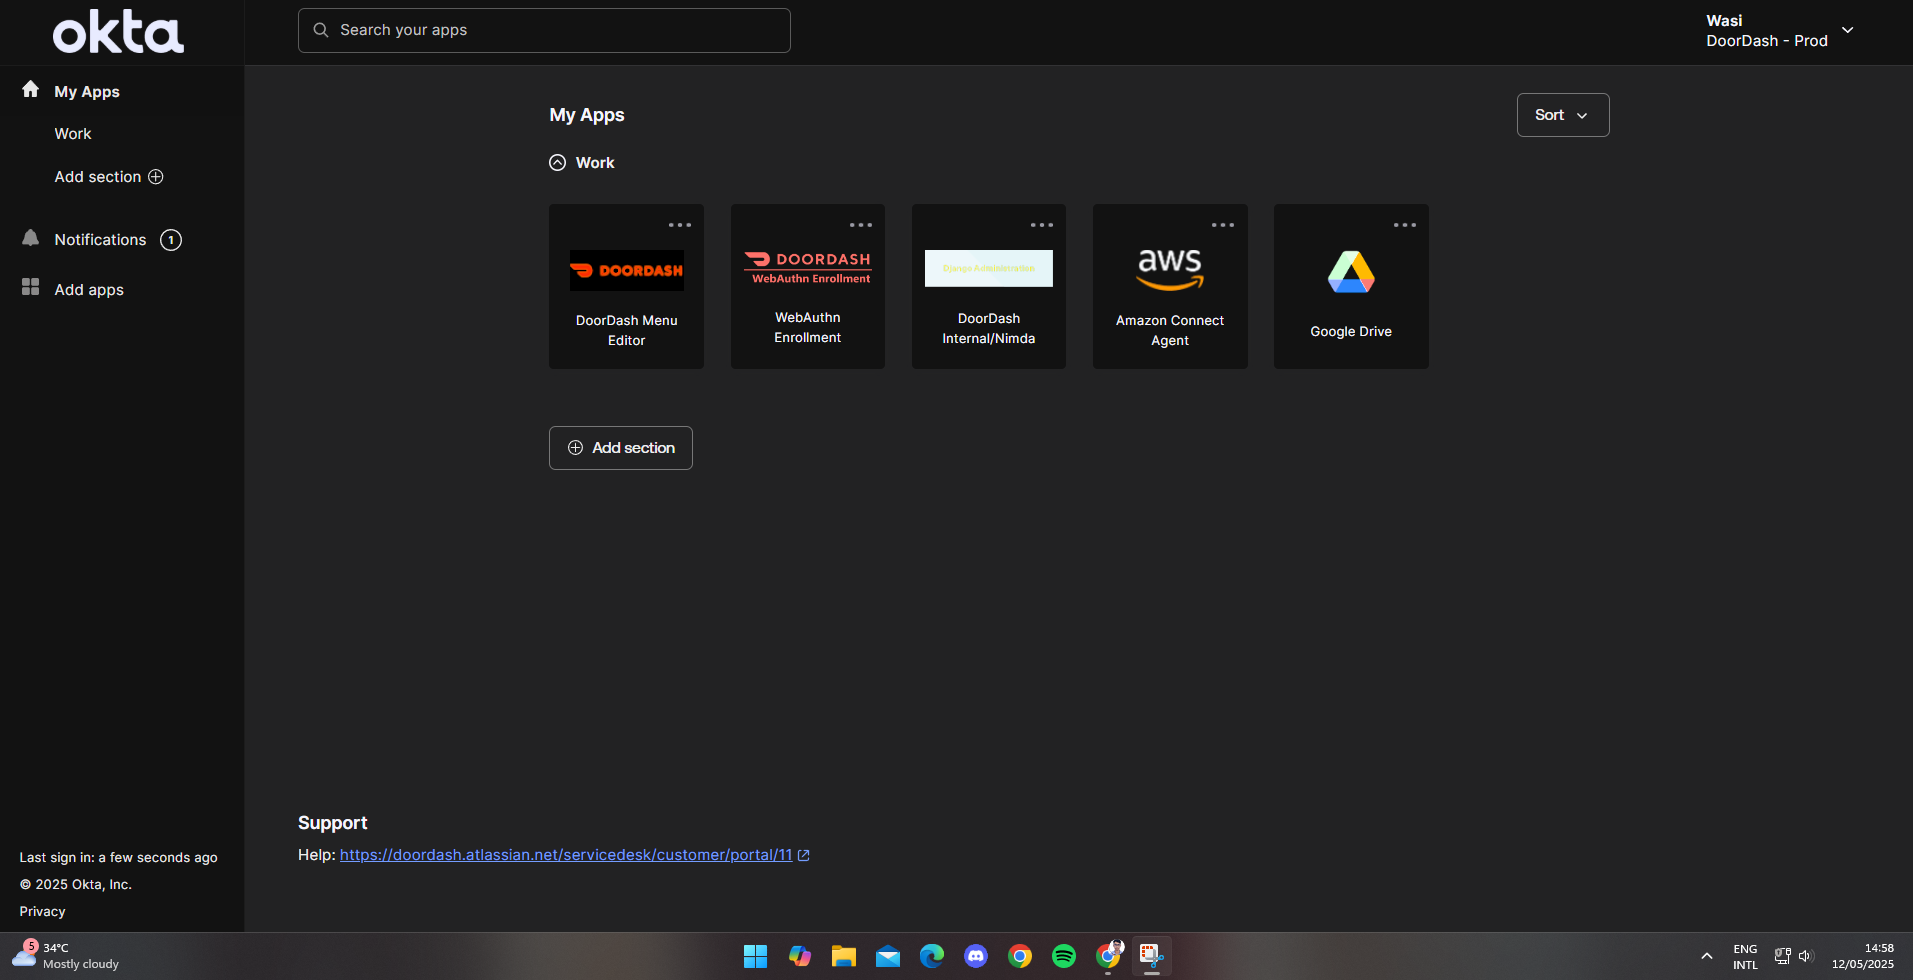 okta
Search your apps
Wasi
DoorDash - Prod
My Apps
Work
Add section
Notifications 1
Add apps
My Apps
Sort
Work
DOORDASH
DoorDash Menu
Editor
DOORDASH
WebAuthn Enrollment
WebAuthn
Enrollment
Django Administration
DoorDash
Internal/Nimda
aws
Amazon Connect
Agent
Google Drive
Add section
Support
Help: https://doordash.atlassian.net/servicedesk/customer/portal/11
Last sign in: a few seconds ago
© 2025 Okta, Inc.
Privacy
5
34°C
Mostly cloudy
ENG
INTL
14:58
12/05/2025